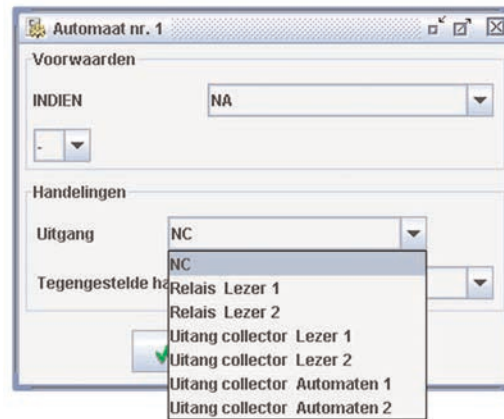 Automaat nr. 1
Voorwaarden
INDIEN NA
-
Handelingen
Uitgang NC
NC
Tegengestelde ha
Relais Lezer 1
Relais Lezer 2
Uitang collector Lezer 1
Uitang collector Lezer 2
Uitang collector Automaten 1
Uitang collector Automaten 2